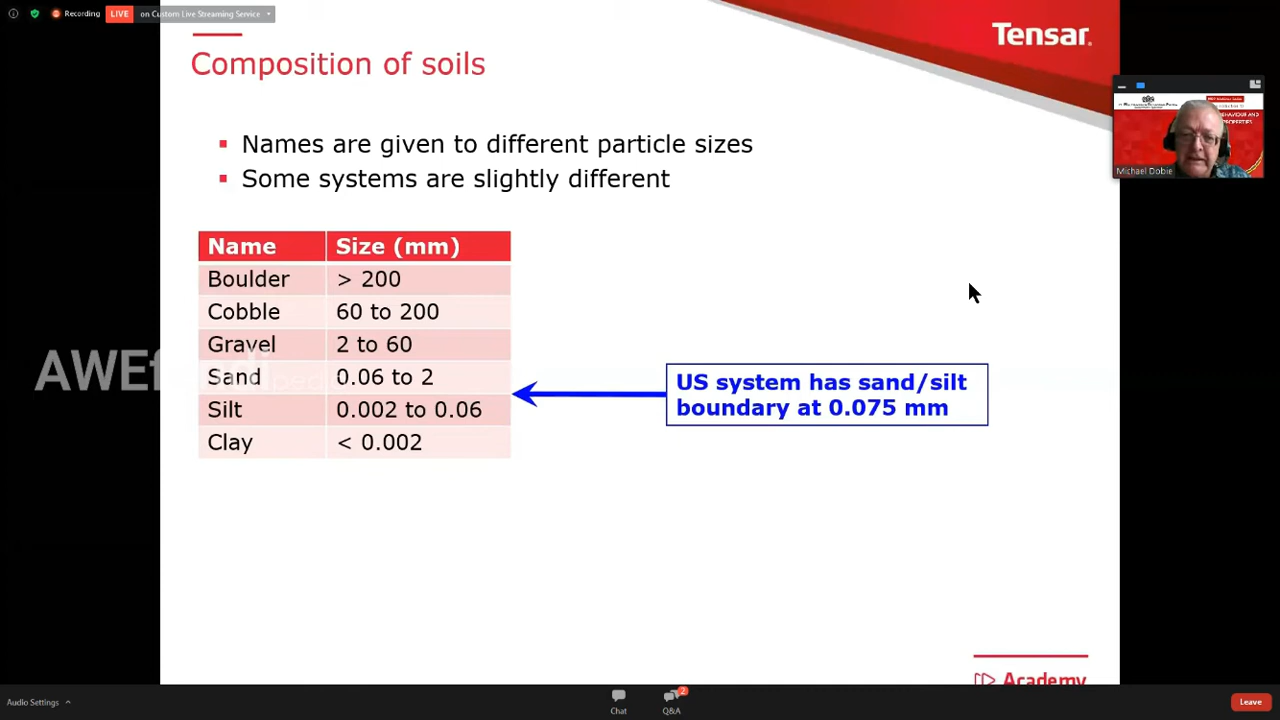 Recording
LIVE
on Custom Live Streaming Service
Tensar
Composition of soils
Names are given to different particle sizes
Some systems are slightly different
Name Size (mm)
Boulder > 200
Cobble 60 to 200
Gravel 2 to 60
Sand 0.06 to 2
Silt 0.002 to 0.06
Clay < 0.002
US system has sand/silt
boundary at 0.075 mm
Michael Dobie
Academy
Audio Settings
Chat
Q&A
2
Leave